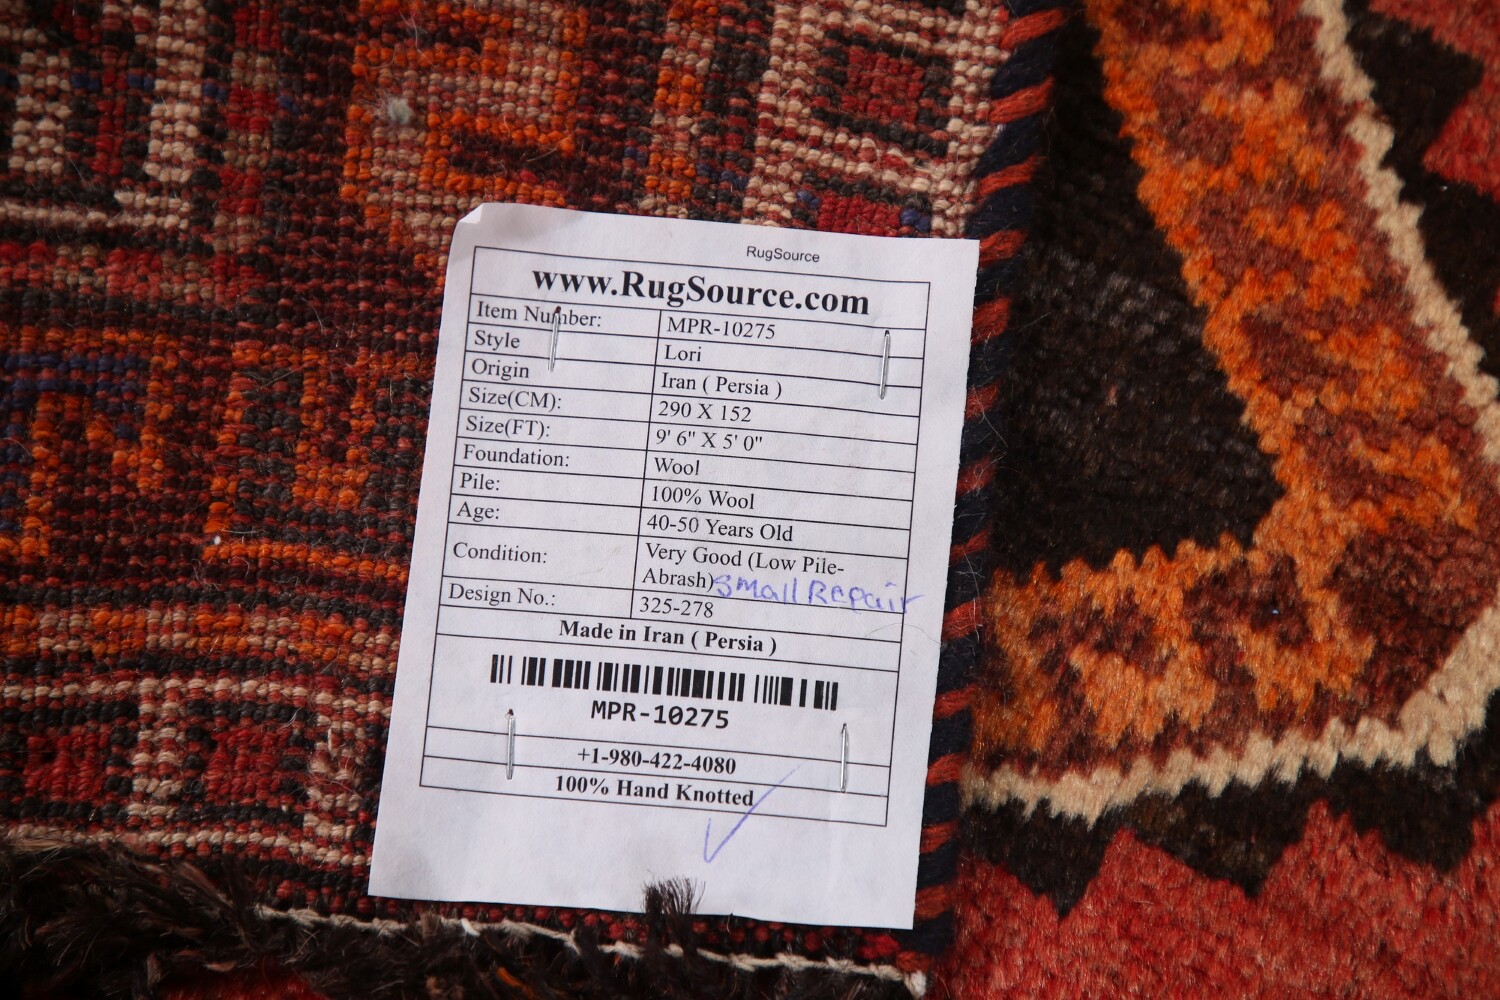 RugSource
www.RugSource.com
Item Number: MPR-10275
Style Lori
Origin Iran ( Persia )
Size(CM): 290 X 152
Size(FT): 9' 6" X 5' 0"
Foundation: Wool
Pile: 100% Wool
Age: 40-50 Years Old
Condition: Very Good (Low Pile-
Abrash) Small Repair
Design No.: 325-278
Made in Iran ( Persia )
MPR-10275
+1-980-422-4080
100% Hand Knotted